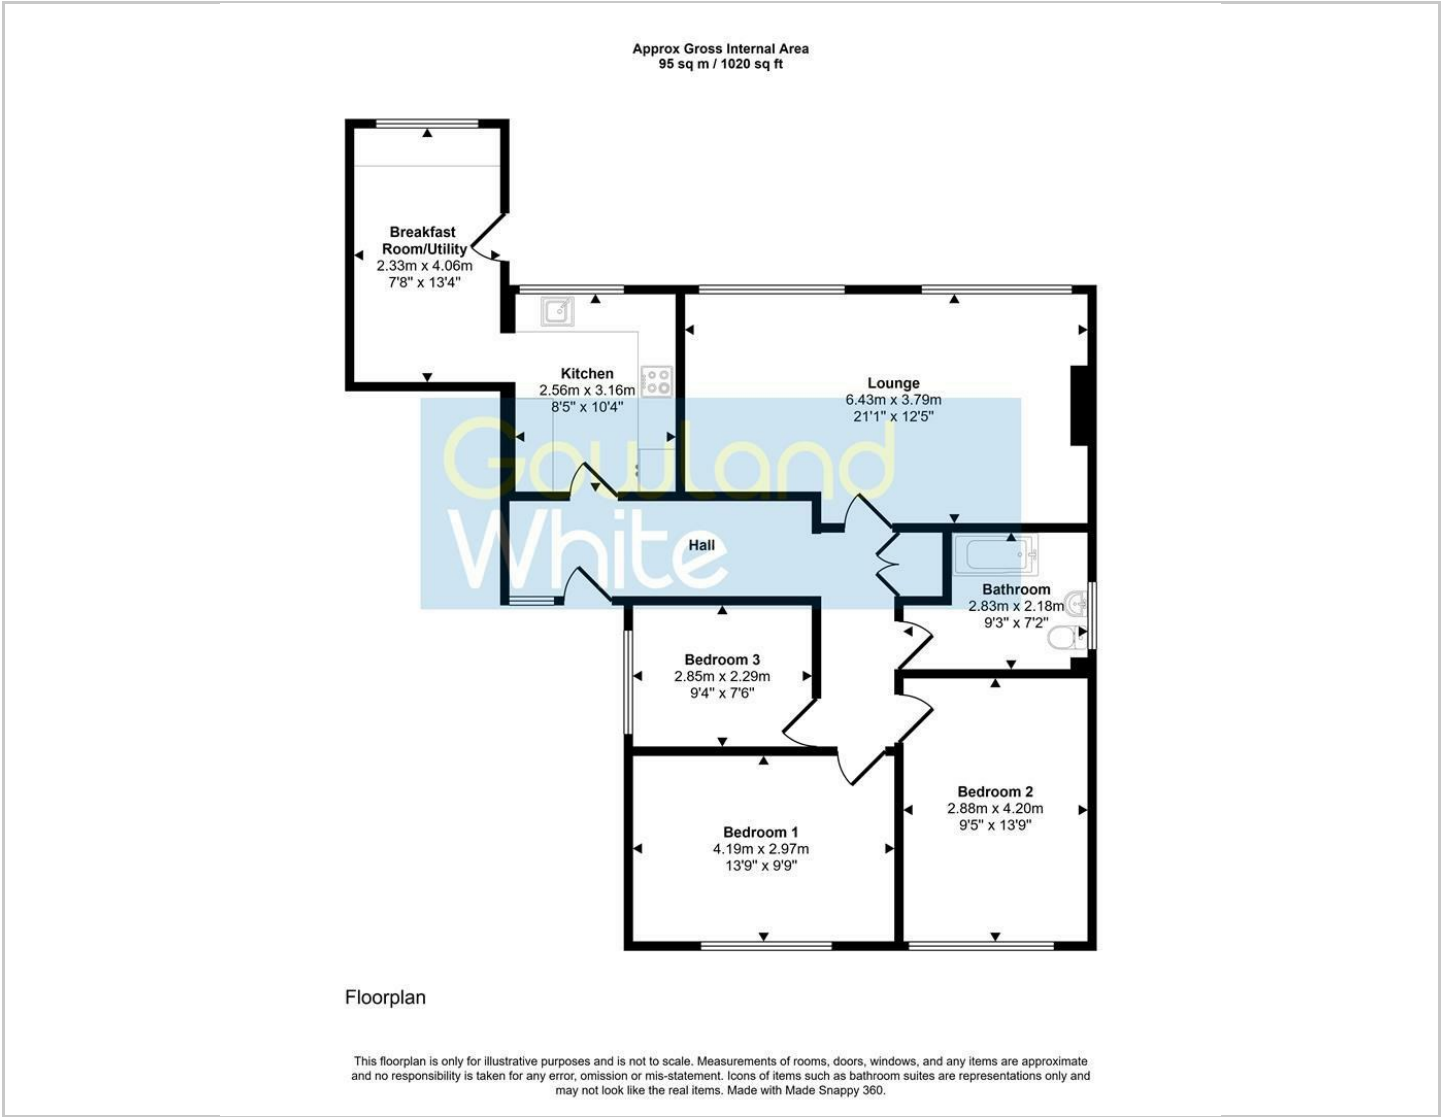 Approx Gross Internal Area
95 sq m / 1020 sq ft
Breakfast
Room/Utility
2.33m x 4.06m
7'8" x 13'4"
Kitchen
2.56m x 3.16m
8'5" x 10'4"
Lounge
6.43m x 3.79m
21'1" x 12'5"
Gowland
White
Hall
Bathroom
2.83m x 2.18m
9'3" x 7'2"
Bedroom 3
2.85m x 2.29m
9'4" x 7'6"
Bedroom 2
2.88m x 4.20m
9'5" x 13'9"
Bedroom 1
4.19m x 2.97m
13'9" x 9'9"
Floorplan
This floorplan is only for illustrative purposes and is not to scale. Measurements of rooms, doors, windows, and any items are approximate
and no responsibility is taken for any error, omission or mis-statement. Icons of items such as bathroom suites are representations only and
may not look like the real items. Made with Made Snappy 360.